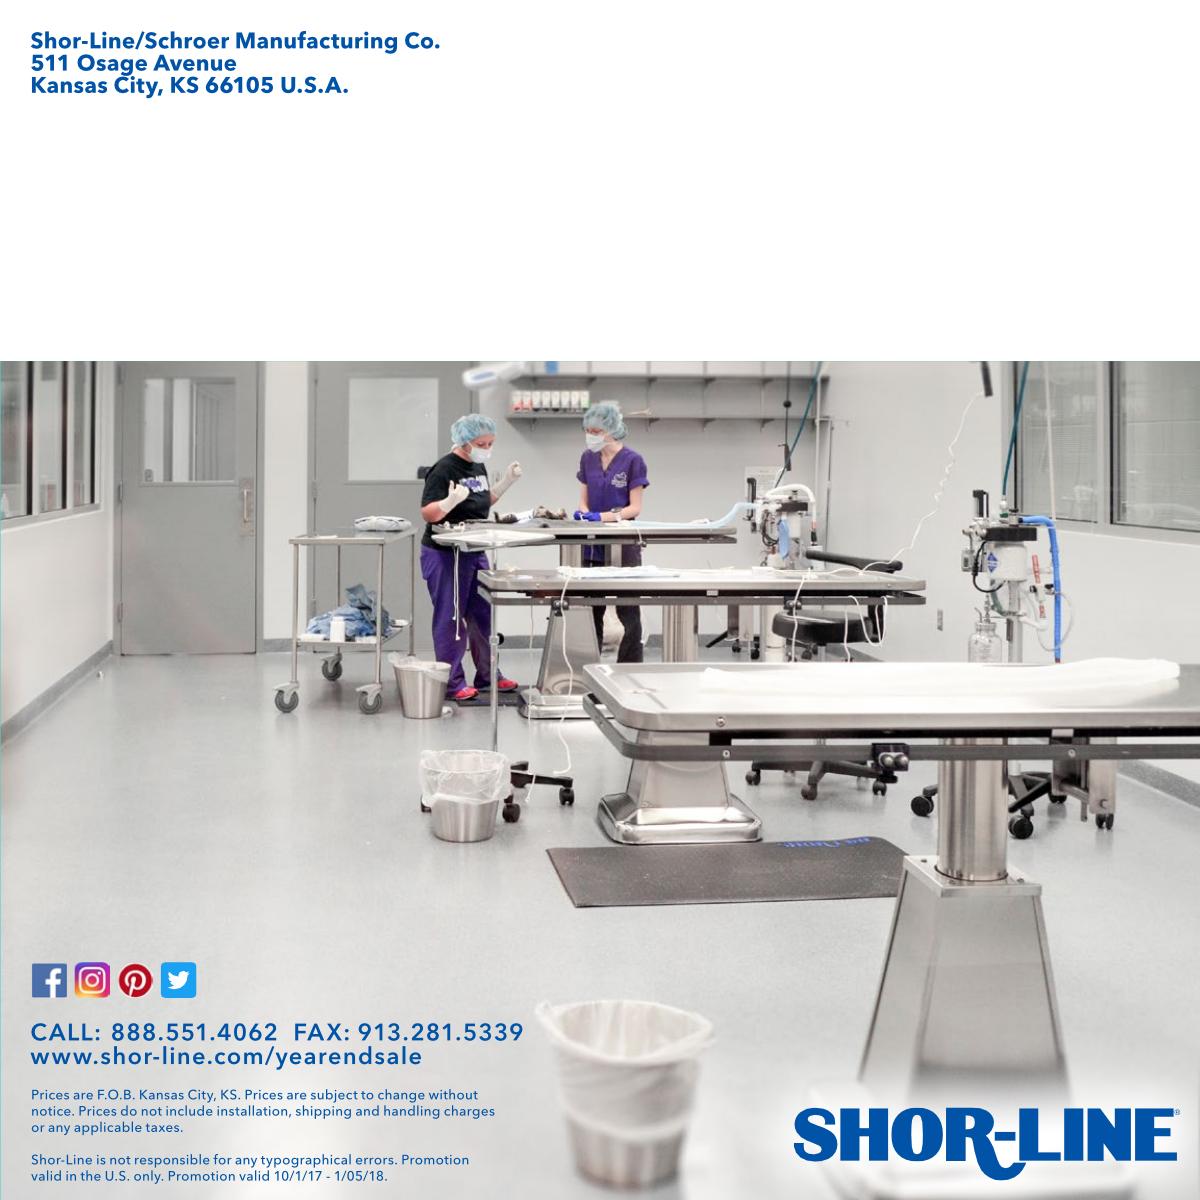 Shor-Line/Schroer Manufacturing Co.
511 Osage Avenue
Kansas City, KS 66105 U.S.A.
CALL: 888.551.4062 FAX: 913.281.5339
www.shor-line.com/yearendsale
Prices are F.O.B. Kansas City, KS. Prices are subject to change without
notice. Prices do not include installation, shipping and handling charges
or any applicable taxes.
Shor-Line is not responsible for any typographical errors. Promotion
valid in the U.S. only. Promotion valid 10/1/17 - 1/05/18.
SHOR-LINE®